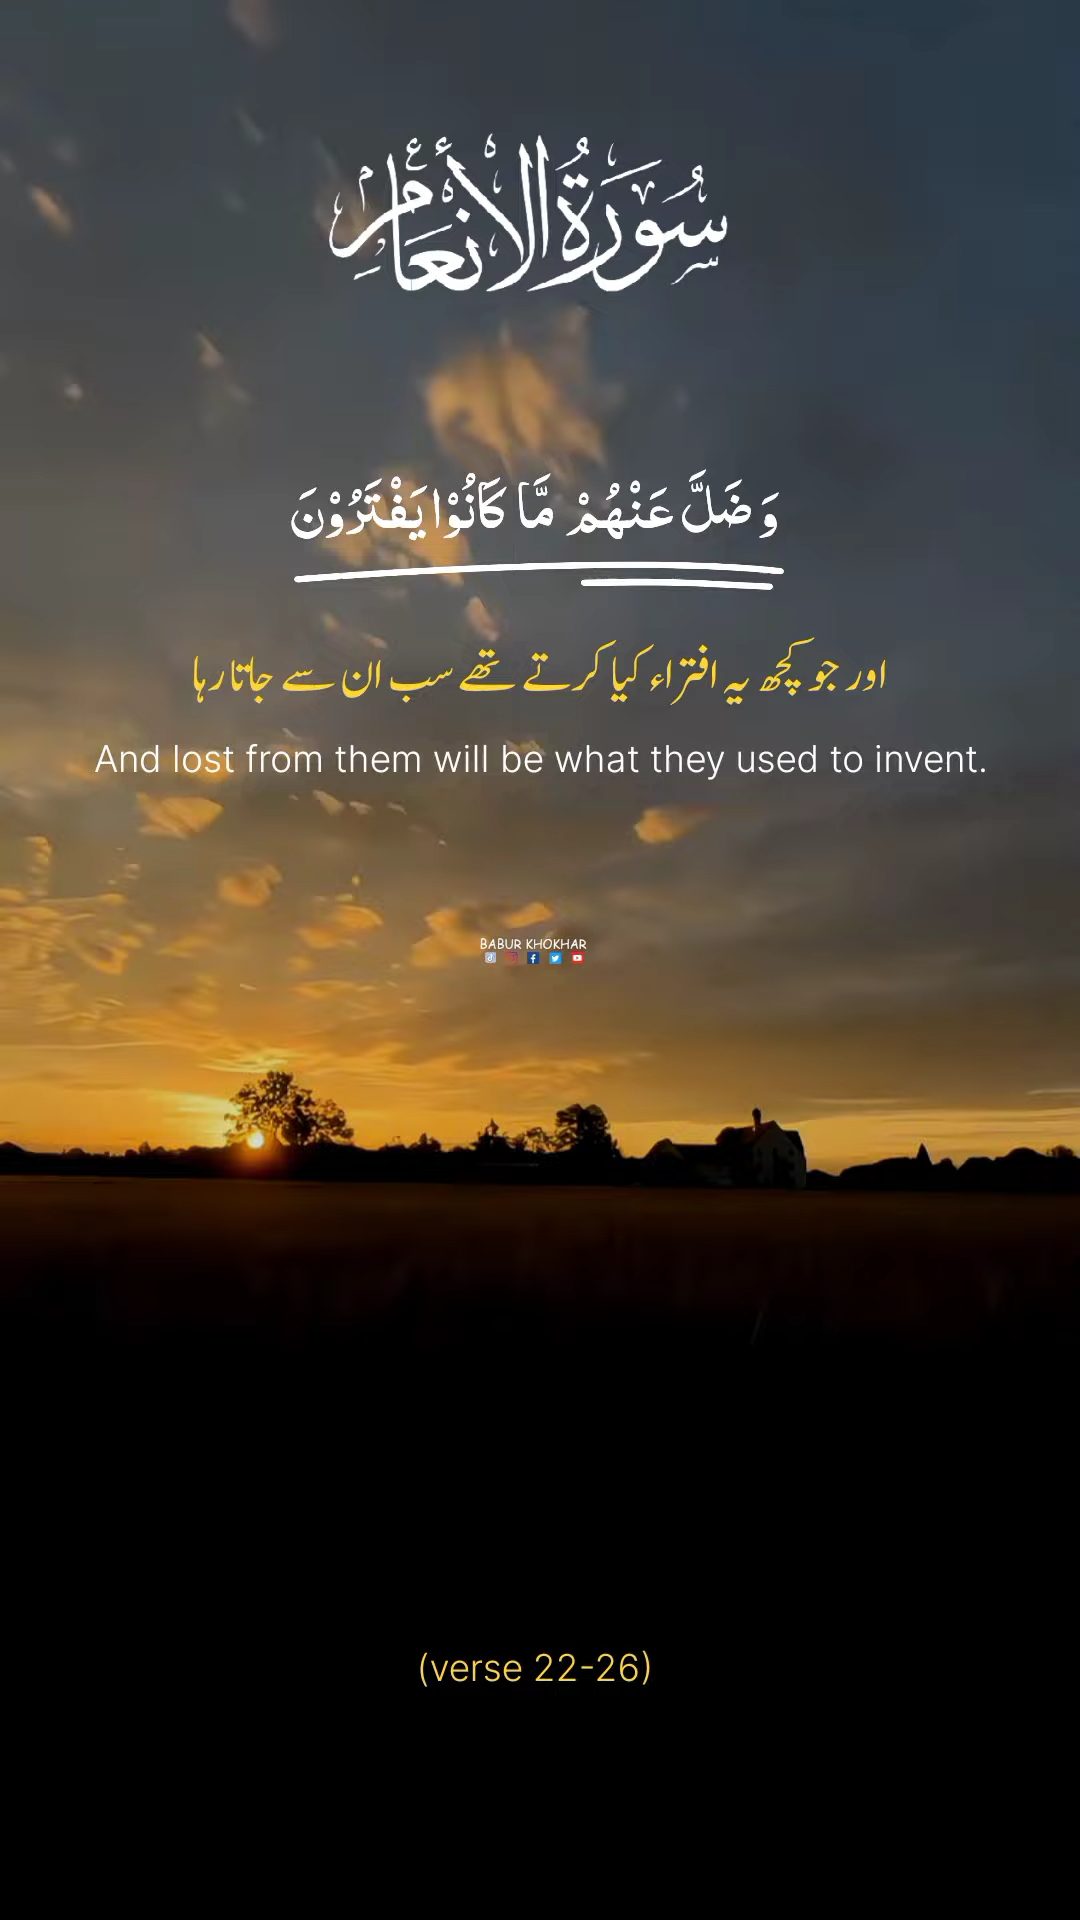 سُورَةُ الْأَنْعَامِ
وَضَلَّ عَنْهُمْ مَّا كَانُوْا يَفْتَرُوْنَ
اور جو کچھ یہ افتراء کیا کرتے تھے سب ان سے جاتا رہا
And lost from them will be what they used to invent.
BABUR KHOKHAR
(verse 22-26)